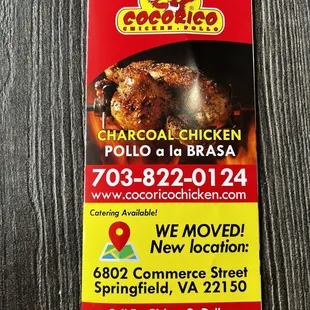 COCORICO
CHICKEN . POLLO
CHARCOAL CHICKEN
POLLO a la BRASA
703-822-0124
www.cocoricochicken.com
Catering Available!
WE MOVED!
New location:
6802 Commerce Street
Springfield, VA 22150